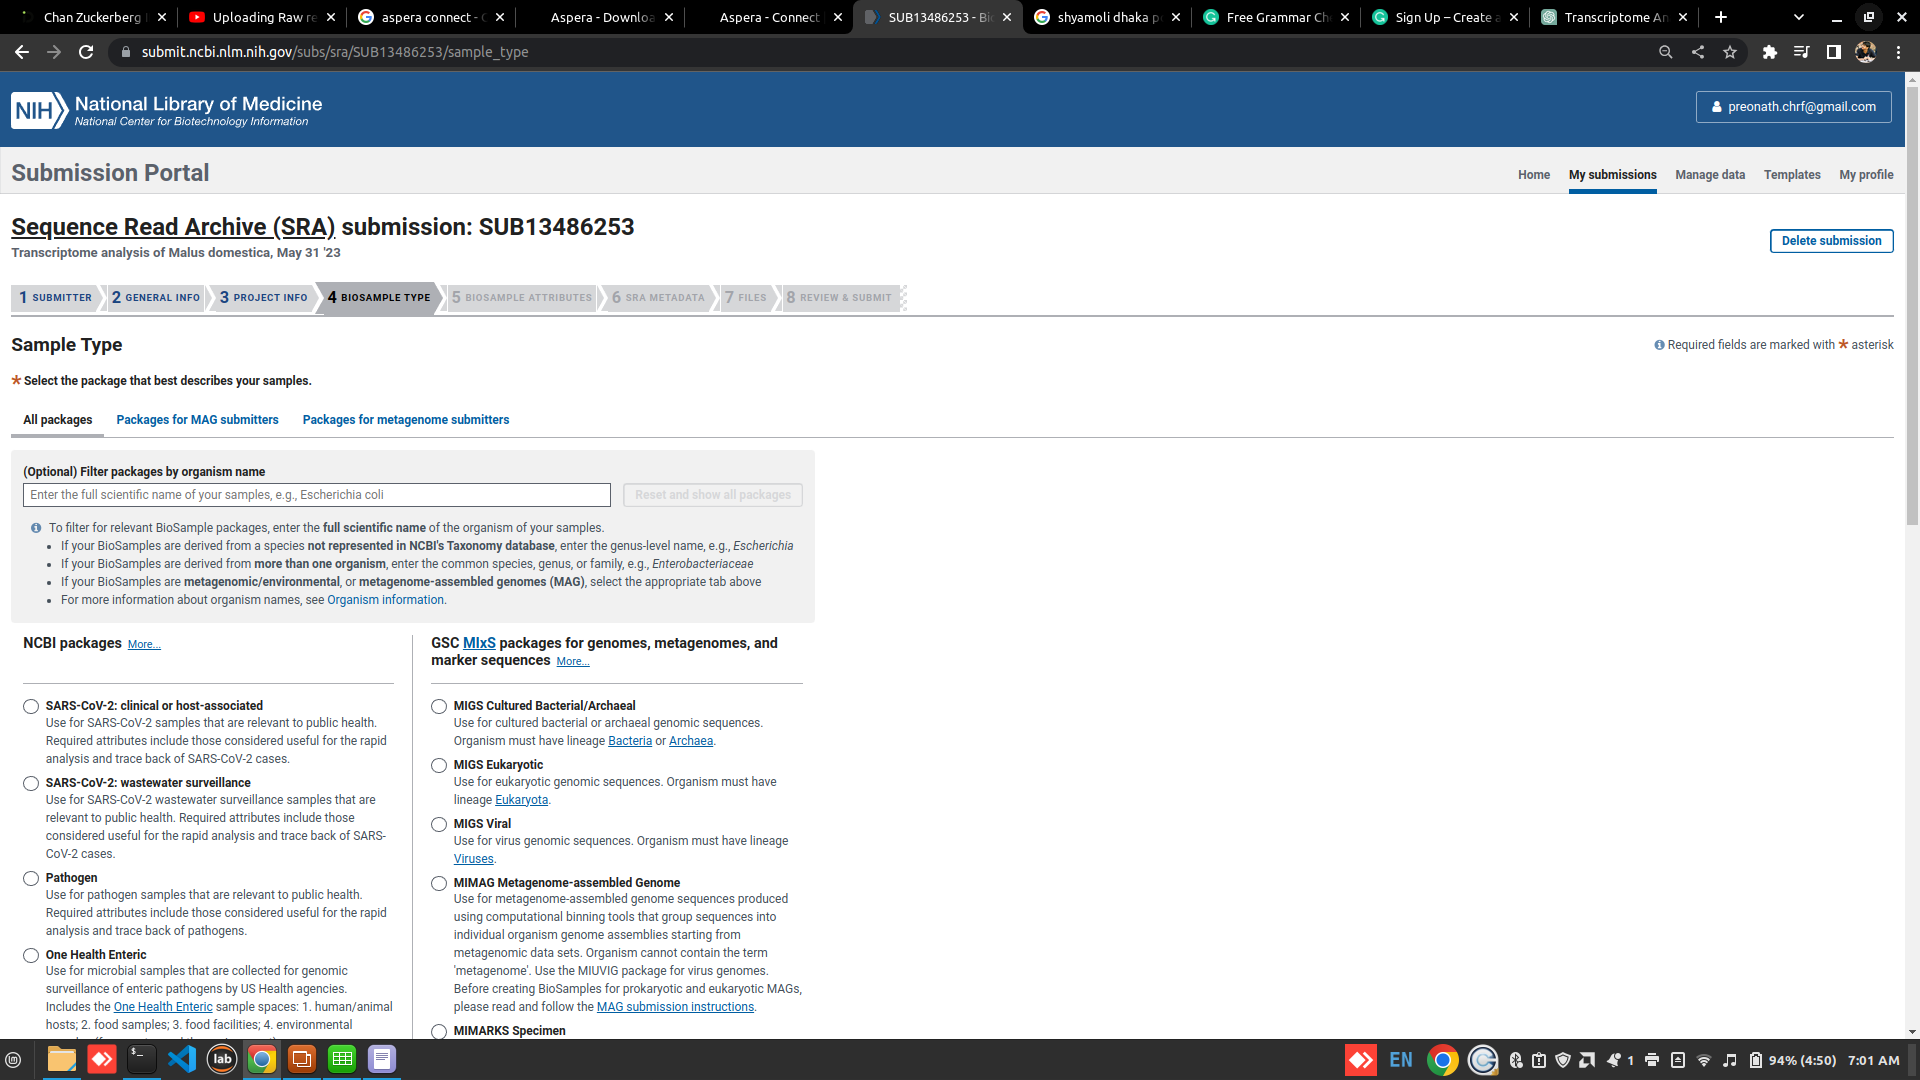 Chan Zuckerberg
Uploading Raw re
aspera connect - G
Aspera - Downloa
Aspera - Connect
SUB13486253 - Bio
shyamoli dhaka p
Free Grammar Che
Sign Up – Create a
Transcriptome An
submit.ncbi.nlm.nih.gov/subs/sra/SUB13486253/sample_type
NIH National Library of Medicine
National Center for Biotechnology Information
preonath.chrf@gmail.com
Submission Portal
Home My submissions Manage data Templates My profile
Sequence Read Archive (SRA) submission: SUB13486253
Transcriptome analysis of Malus domestica, May 31 '23
Delete submission
1 SUBMITTER 2 GENERAL INFO 3 PROJECT INFO 4 BIOSAMPLE TYPE 5 BIOSAMPLE ATTRIBUTES 6 SRA METADATA 7 FILES 8 REVIEW & SUBMIT
Sample Type
Required fields are marked with * asterisk
* Select the package that best describes your samples.
All packages Packages for MAG submitters Packages for metagenome submitters
(Optional) Filter packages by organism name
Enter the full scientific name of your samples, e.g., Escherichia coli
Reset and show all packages
To filter for relevant BioSample packages, enter the full scientific name of the organism of your samples.
• If your BioSamples are derived from a species not represented in NCBI's Taxonomy database, enter the genus-level name, e.g., Escherichia
• If your BioSamples are derived from more than one organism, enter the common species, genus, or family, e.g., Enterobacteriaceae
• If your BioSamples are metagenomic/environmental, or metagenome-assembled genomes (MAG), select the appropriate tab above
• For more information about organism names, see Organism information.
NCBI packages More...
SARS-CoV-2: clinical or host-associated
Use for SARS-CoV-2 samples that are relevant to public health.
Required attributes include those considered useful for the rapid
analysis and trace back of SARS-CoV-2 cases.
SARS-CoV-2: wastewater surveillance
Use for SARS-CoV-2 wastewater surveillance samples that are
relevant to public health. Required attributes include those
considered useful for the rapid analysis and trace back of SARS-
CoV-2 cases.
Pathogen
Use for pathogen samples that are relevant to public health.
Required attributes include those considered useful for the rapid
analysis and trace back of pathogens.
One Health Enteric
Use for microbial samples that are collected for genomic
surveillance of enteric pathogens by US Health agencies.
Includes the One Health Enteric sample spaces: 1. human/animal
hosts; 2. food samples; 3. food facilities; 4. environmental
GSC MIxS packages for genomes, metagenomes, and
marker sequences More...
MIGS Cultured Bacterial/Archaeal
Use for cultured bacterial or archaeal genomic sequences.
Organism must have lineage Bacteria or Archaea.
MIGS Eukaryotic
Use for eukaryotic genomic sequences. Organism must have
lineage Eukaryota.
MIGS Viral
Use for virus genomic sequences. Organism must have lineage
Viruses.
MIMAG Metagenome-assembled Genome
Use for metagenome-assembled genome sequences produced
using computational binning tools that group sequences into
individual organism genome assemblies starting from
metagenomic data sets. Organism cannot contain the term
'metagenome'. Use the MIUVIG package for virus genomes.
Before creating BioSamples for prokaryotic and eukaryotic MAGs,
please read and follow the MAG submission instructions.
MIMARKS Specimen
lab
EN
1
94% (4:50)
7:01 AM